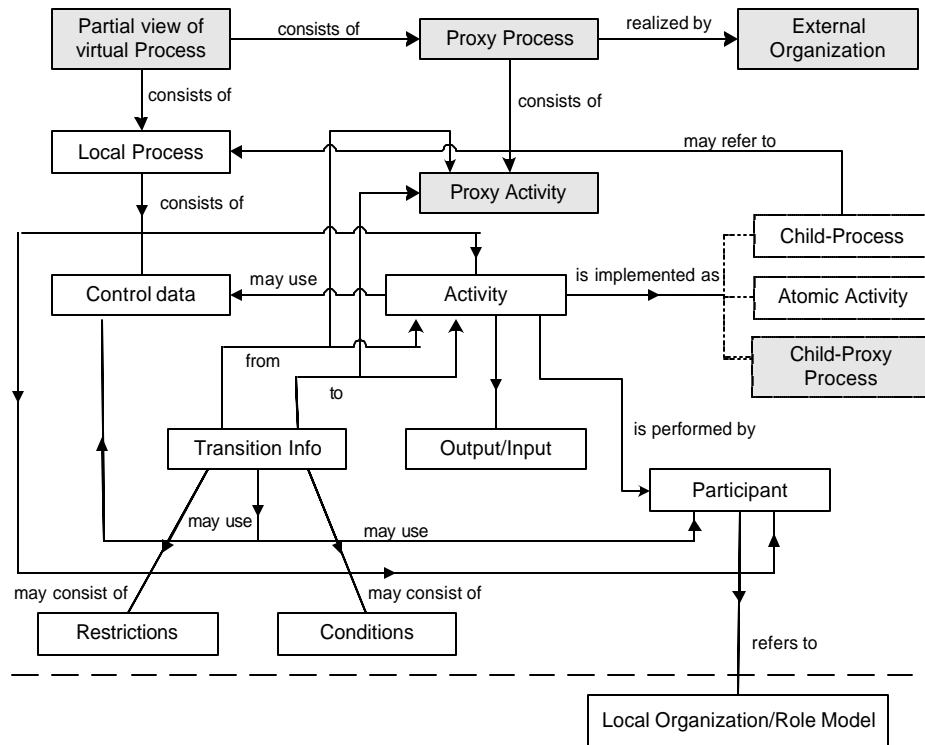 Partial view of
virtual Process
consists of
Proxy Process
realized by
External
Organization
consists of
consists of
Local Process
may refer to
Proxy Activity
consists of
Child-Process
Control data
may use
Activity
is implemented as
Atomic Activity
Child-Proxy
Process
from
to
Transition Info
Output/Input
is performed by
Participant
may use
may use
may consist of
may consist of
Restrictions
Conditions
refers to
Local Organization/Role Model